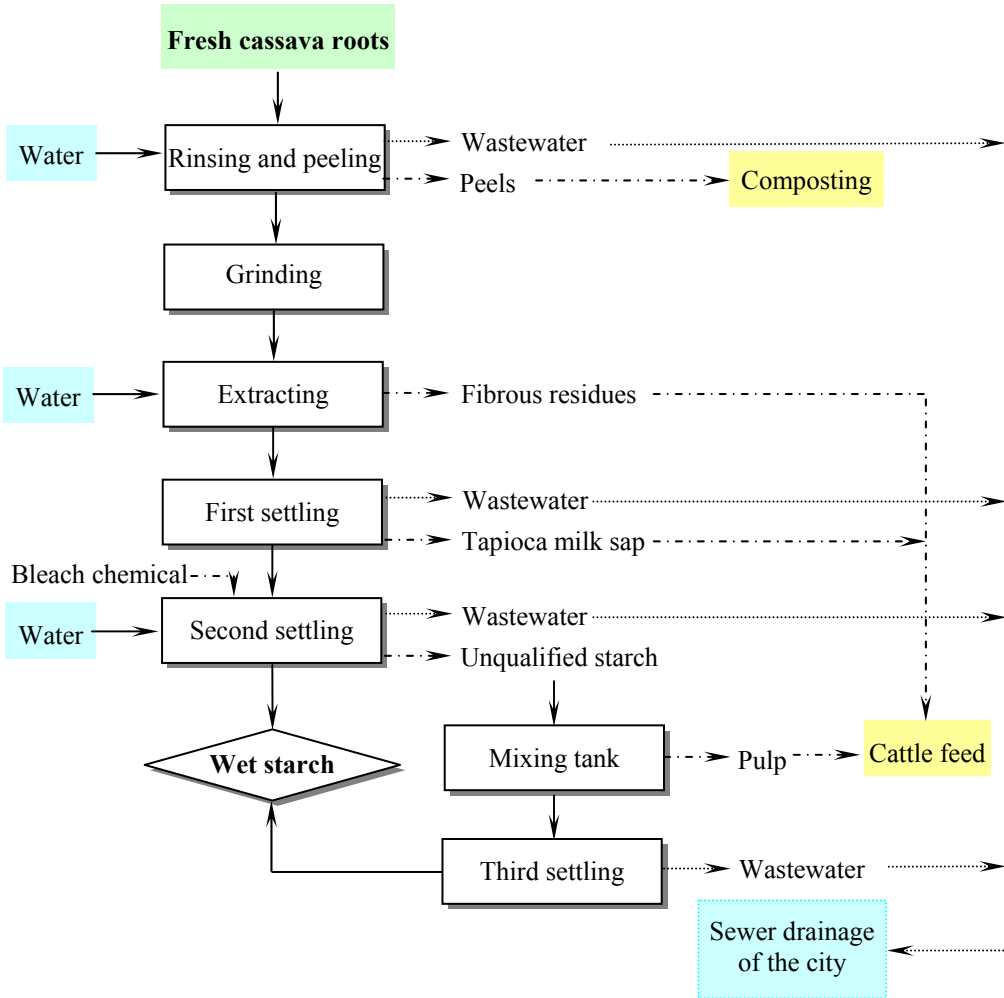 Fresh cassava roots
Water
Rinsing and peeling
Wastewater
Peels
Composting
Grinding
Water
Extracting
Fibrous residues
First settling
Wastewater
Tapioca milk sap
Bleach chemical
Water
Second settling
Wastewater
Unqualified starch
Wet starch
Mixing tank
Pulp
Cattle feed
Third settling
Wastewater
Sewer drainage
of the city